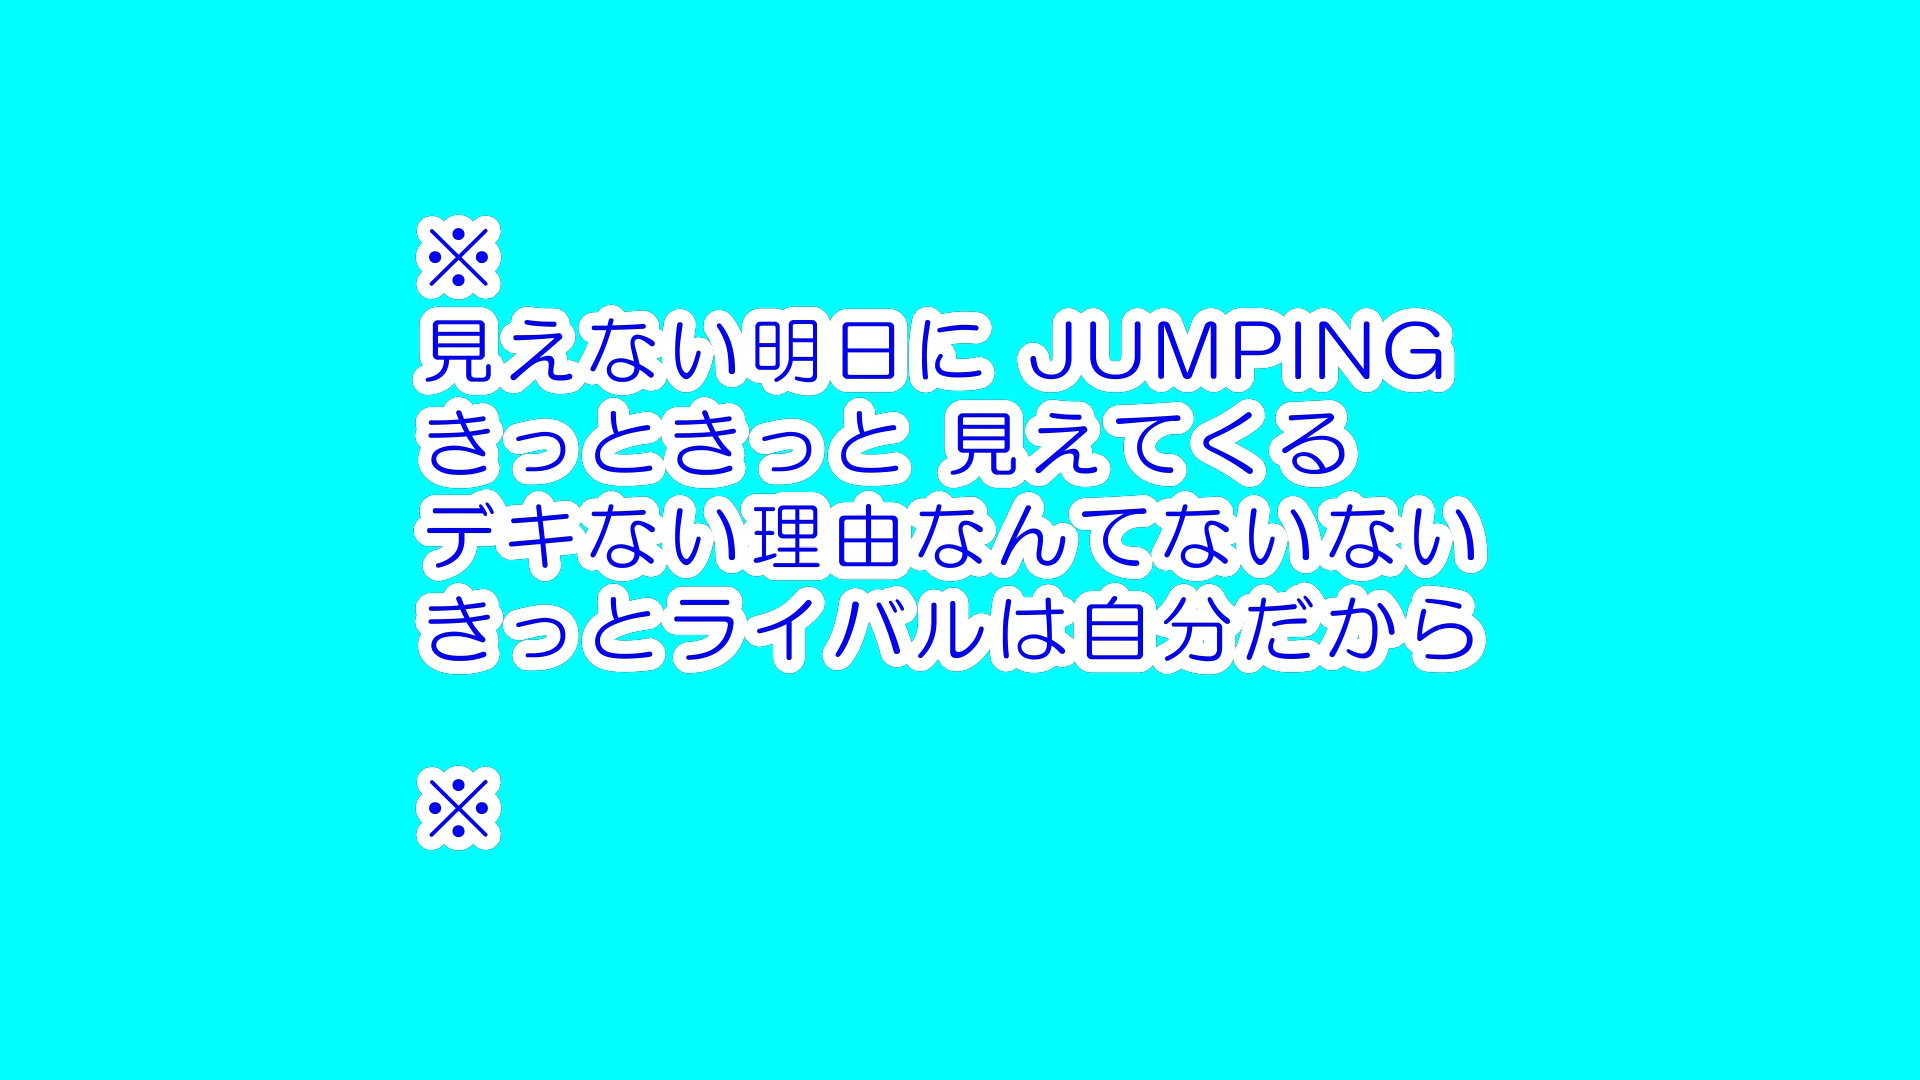 ※
見えない明日に JUMPING
きっときっと 見えてくる
デキない理由なんてないない
きっとライバルは自分だから
※